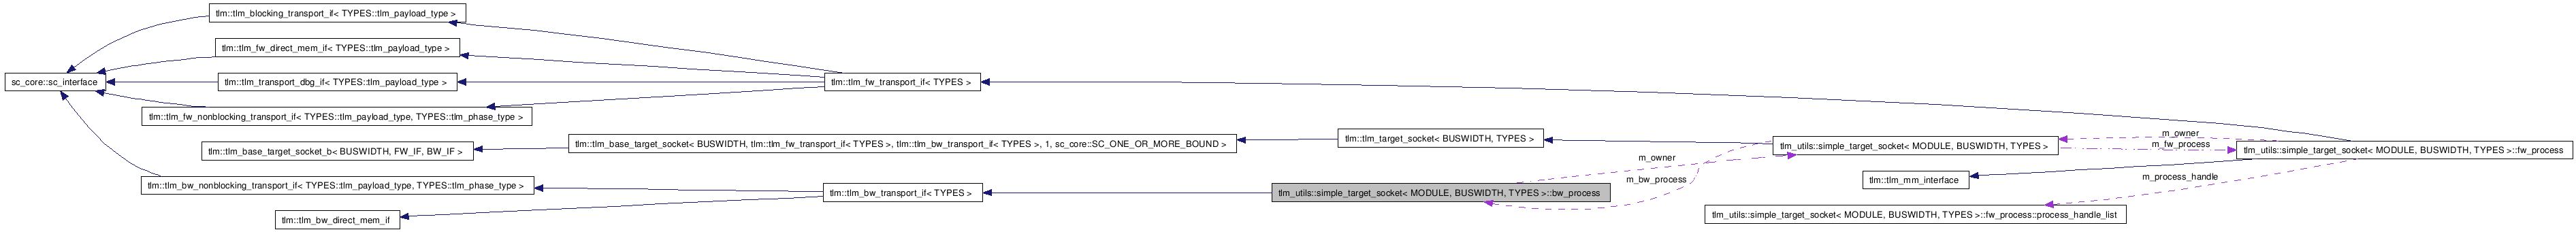 tlm::tlm_blocking_transport_if< TYPES::tlm_payload_type >
tlm::tlm_fw_direct_mem_if< TYPES::tlm_payload_type >
sc_core::sc_interface
tlm::tlm_transport_dbg_if< TYPES::tlm_payload_type >
tlm::tlm_fw_transport_if< TYPES >
tlm::tlm_fw_nonblocking_transport_if< TYPES::tlm_payload_type, TYPES::tlm_phase_type >
tlm::tlm_base_target_socket_b< BUSWIDTH, FW_IF, BW_IF >
tlm::tlm_base_target_socket< BUSWIDTH, tlm::tlm_fw_transport_if< TYPES >, tlm::tlm_bw_transport_if< TYPES >, 1, sc_core::SC_ONE_OR_MORE_BOUND >
tlm::tlm_target_socket< BUSWIDTH, TYPES >
tlm_utils::simple_target_socket< MODULE, BUSWIDTH, TYPES >
m_owner
m_fw_process
tlm_utils::simple_target_socket< MODULE, BUSWIDTH, TYPES >::fw_process
m_owner
m_bw_process
tlm::tlm_mm_interface
m_process_handle
tlm::tlm_bw_nonblocking_transport_if< TYPES::tlm_payload_type, TYPES::tlm_phase_type >
tlm::tlm_bw_transport_if< TYPES >
tlm_utils::simple_target_socket< MODULE, BUSWIDTH, TYPES >::bw_process
tlm::tlm_bw_direct_mem_if
tlm_utils::simple_target_socket< MODULE, BUSWIDTH, TYPES >::fw_process::process_handle_list